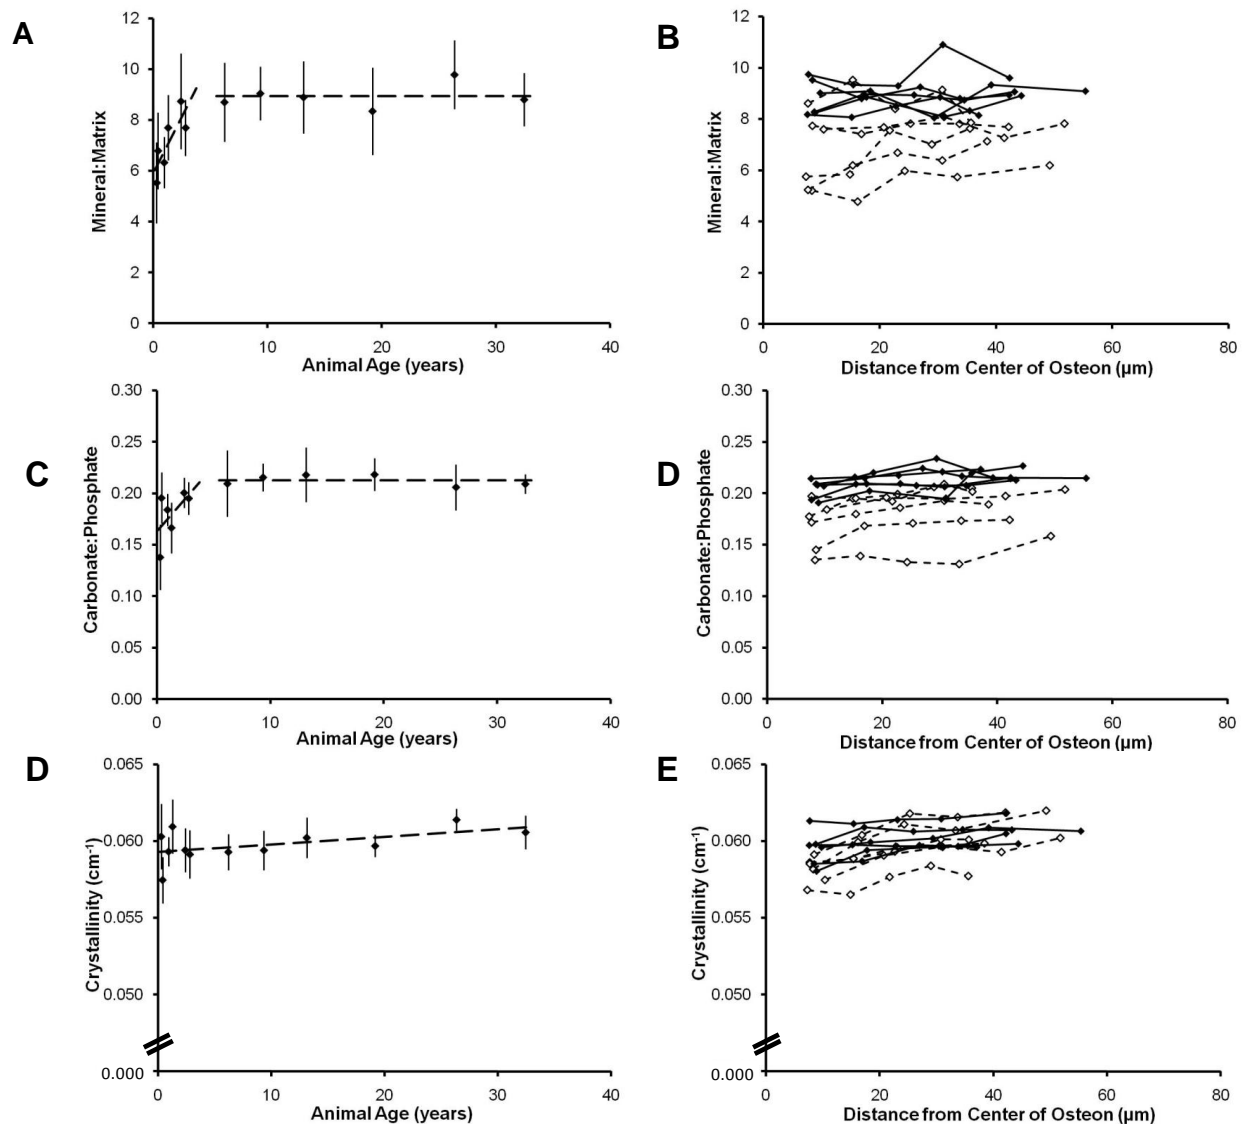 A
12
10
8
6
4
2
0
Mineral:Matrix
0 10 20 30 40
Animal Age (years)
B
12
10
8
6
4
2
0
Mineral:Matrix
0 20 40 60 80
Distance from Center of Osteon (µm)
C
0.30
0.25
0.20
0.15
0.10
0.05
0.00
Carbonate:Phosphate
0 10 20 30 40
Animal Age (years)
D
0.30
0.25
0.20
0.15
0.10
0.05
0.00
Carbonate:Phosphate
0 20 40 60 80
Distance from Center of Osteon (µm)
D
0.065
0.060
0.055
0.050
0.000
Crystallinity (cm⁻¹)
0 10 20 30 40
Animal Age (years)
E
0.065
0.060
0.055
0.050
0.000
Crystallinity (cm⁻¹)
0 20 40 60 80
Distance from Center of Osteon (µm)